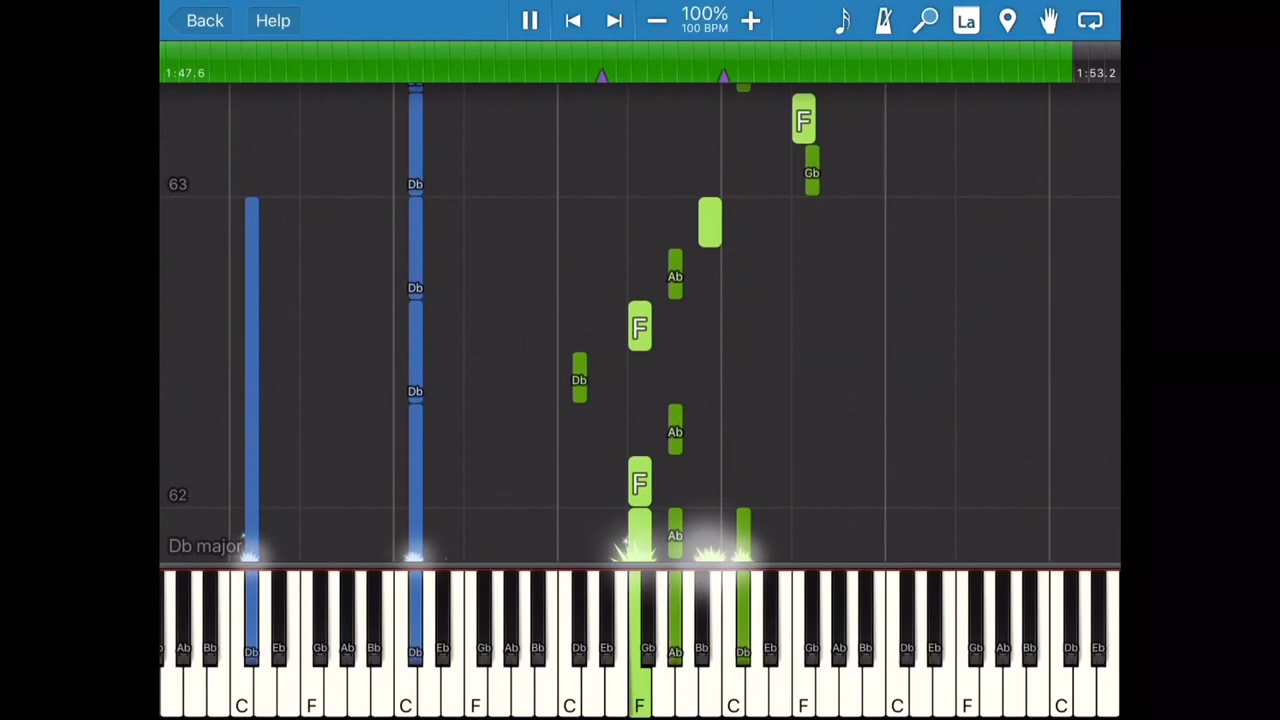 Back Help 100% La
100 BPM
1:47.6 1:53.2
Db
F
Db Gb
63
Ab
Db
F
Db
Db
Ab
F
62
Ab
Db major
Ab Bb Db Eb Gb Ab Bb Db Eb Gb Ab Bb Db Eb Gb Ab Bb Db Eb Gb Ab Bb Db Eb Gb Ab Bb Db Eb
C F C F C F C F C F C